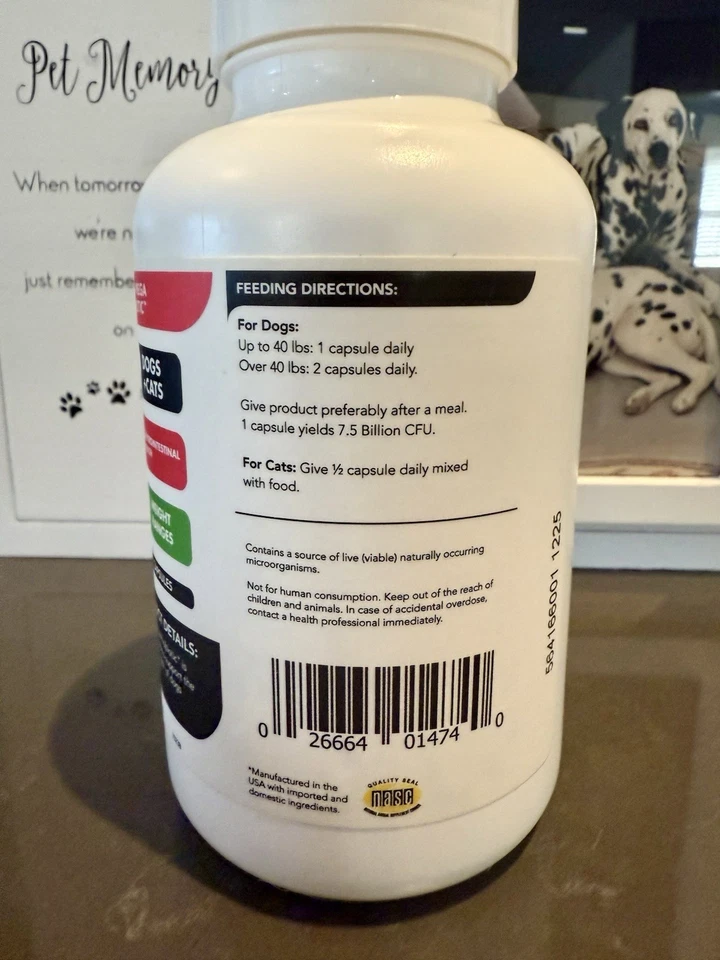 Pet Memory
When tomorro
we're n
just remembe
on
DOGS
+CATS
FEEDING DIRECTIONS:
For Dogs:
Up to 40 lbs: 1 capsule daily
Over 40 lbs: 2 capsules daily.
Give product preferably after a meal.
1 capsule yields 7.5 Billion CFU.
For Cats: Give ½ capsule daily mixed
with food.
Contains a source of live (viable) naturally occurring
microorganisms.
Not for human consumption. Keep out of the reach of
children and animals. In case of accidental overdose,
contact a health professional immediately.
0 26664 01474 0
*Manufactured in the
USA with imported and
domestic ingredients.
QUALITY SEAL
nasc
564166001 1225
DETAILS: